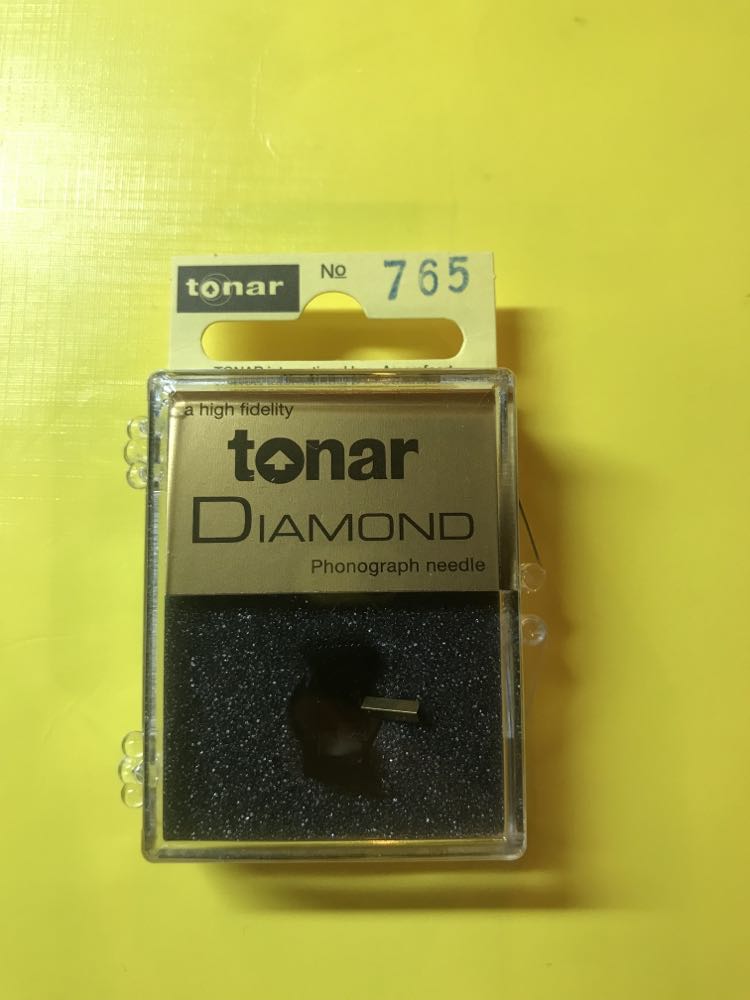 tonar No 765
a high fidelity
tonar
DIAMOND
Phonograph needle